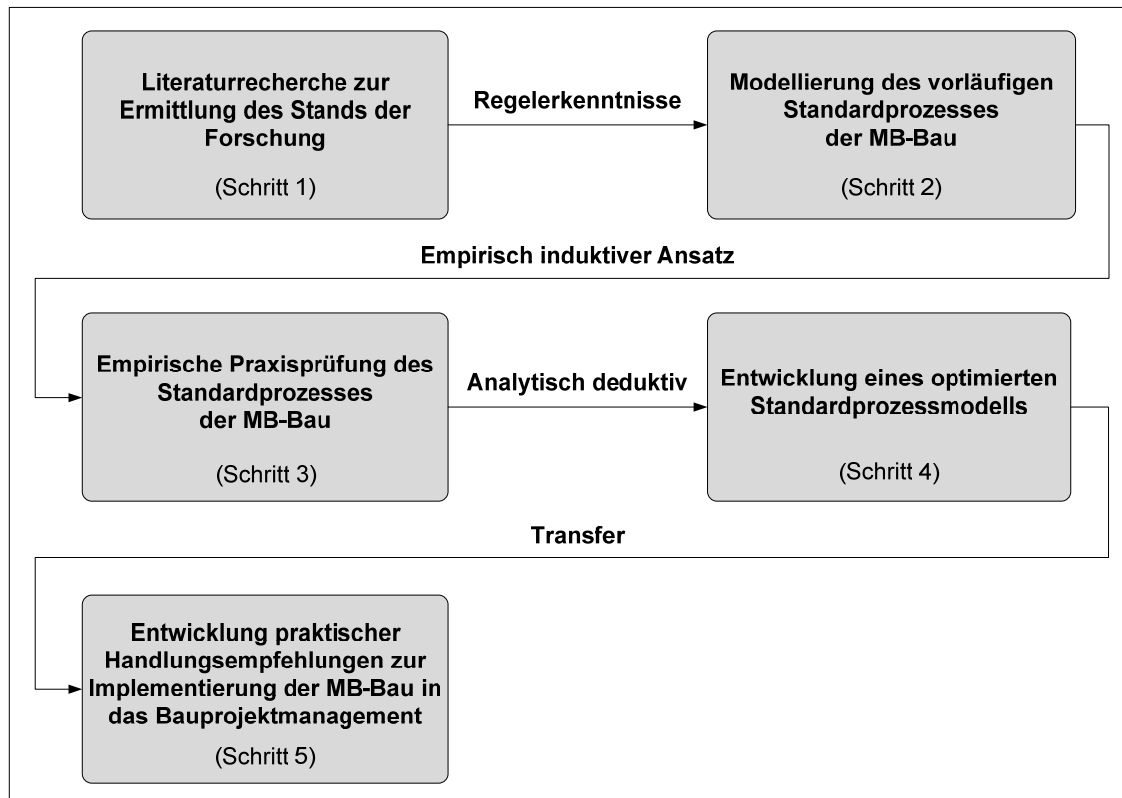 Literaturrecherche zur
Ermittlung des Stands der
Forschung
(Schritt 1)
Regelerkenntnisse
Modellierung des vorläufigen
Standardprozesses
der MB-Bau
(Schritt 2)
Empirisch induktiver Ansatz
Empirische Praxisprüfung des
Standardprozesses
der MB-Bau
(Schritt 3)
Analytisch deduktiv
Entwicklung eines optimierten
Standardprozessmodells
(Schritt 4)
Transfer
Entwicklung praktischer
Handlungsempfehlungen zur
Implementierung der MB-Bau in
das Bauprojektmanagement
(Schritt 5)